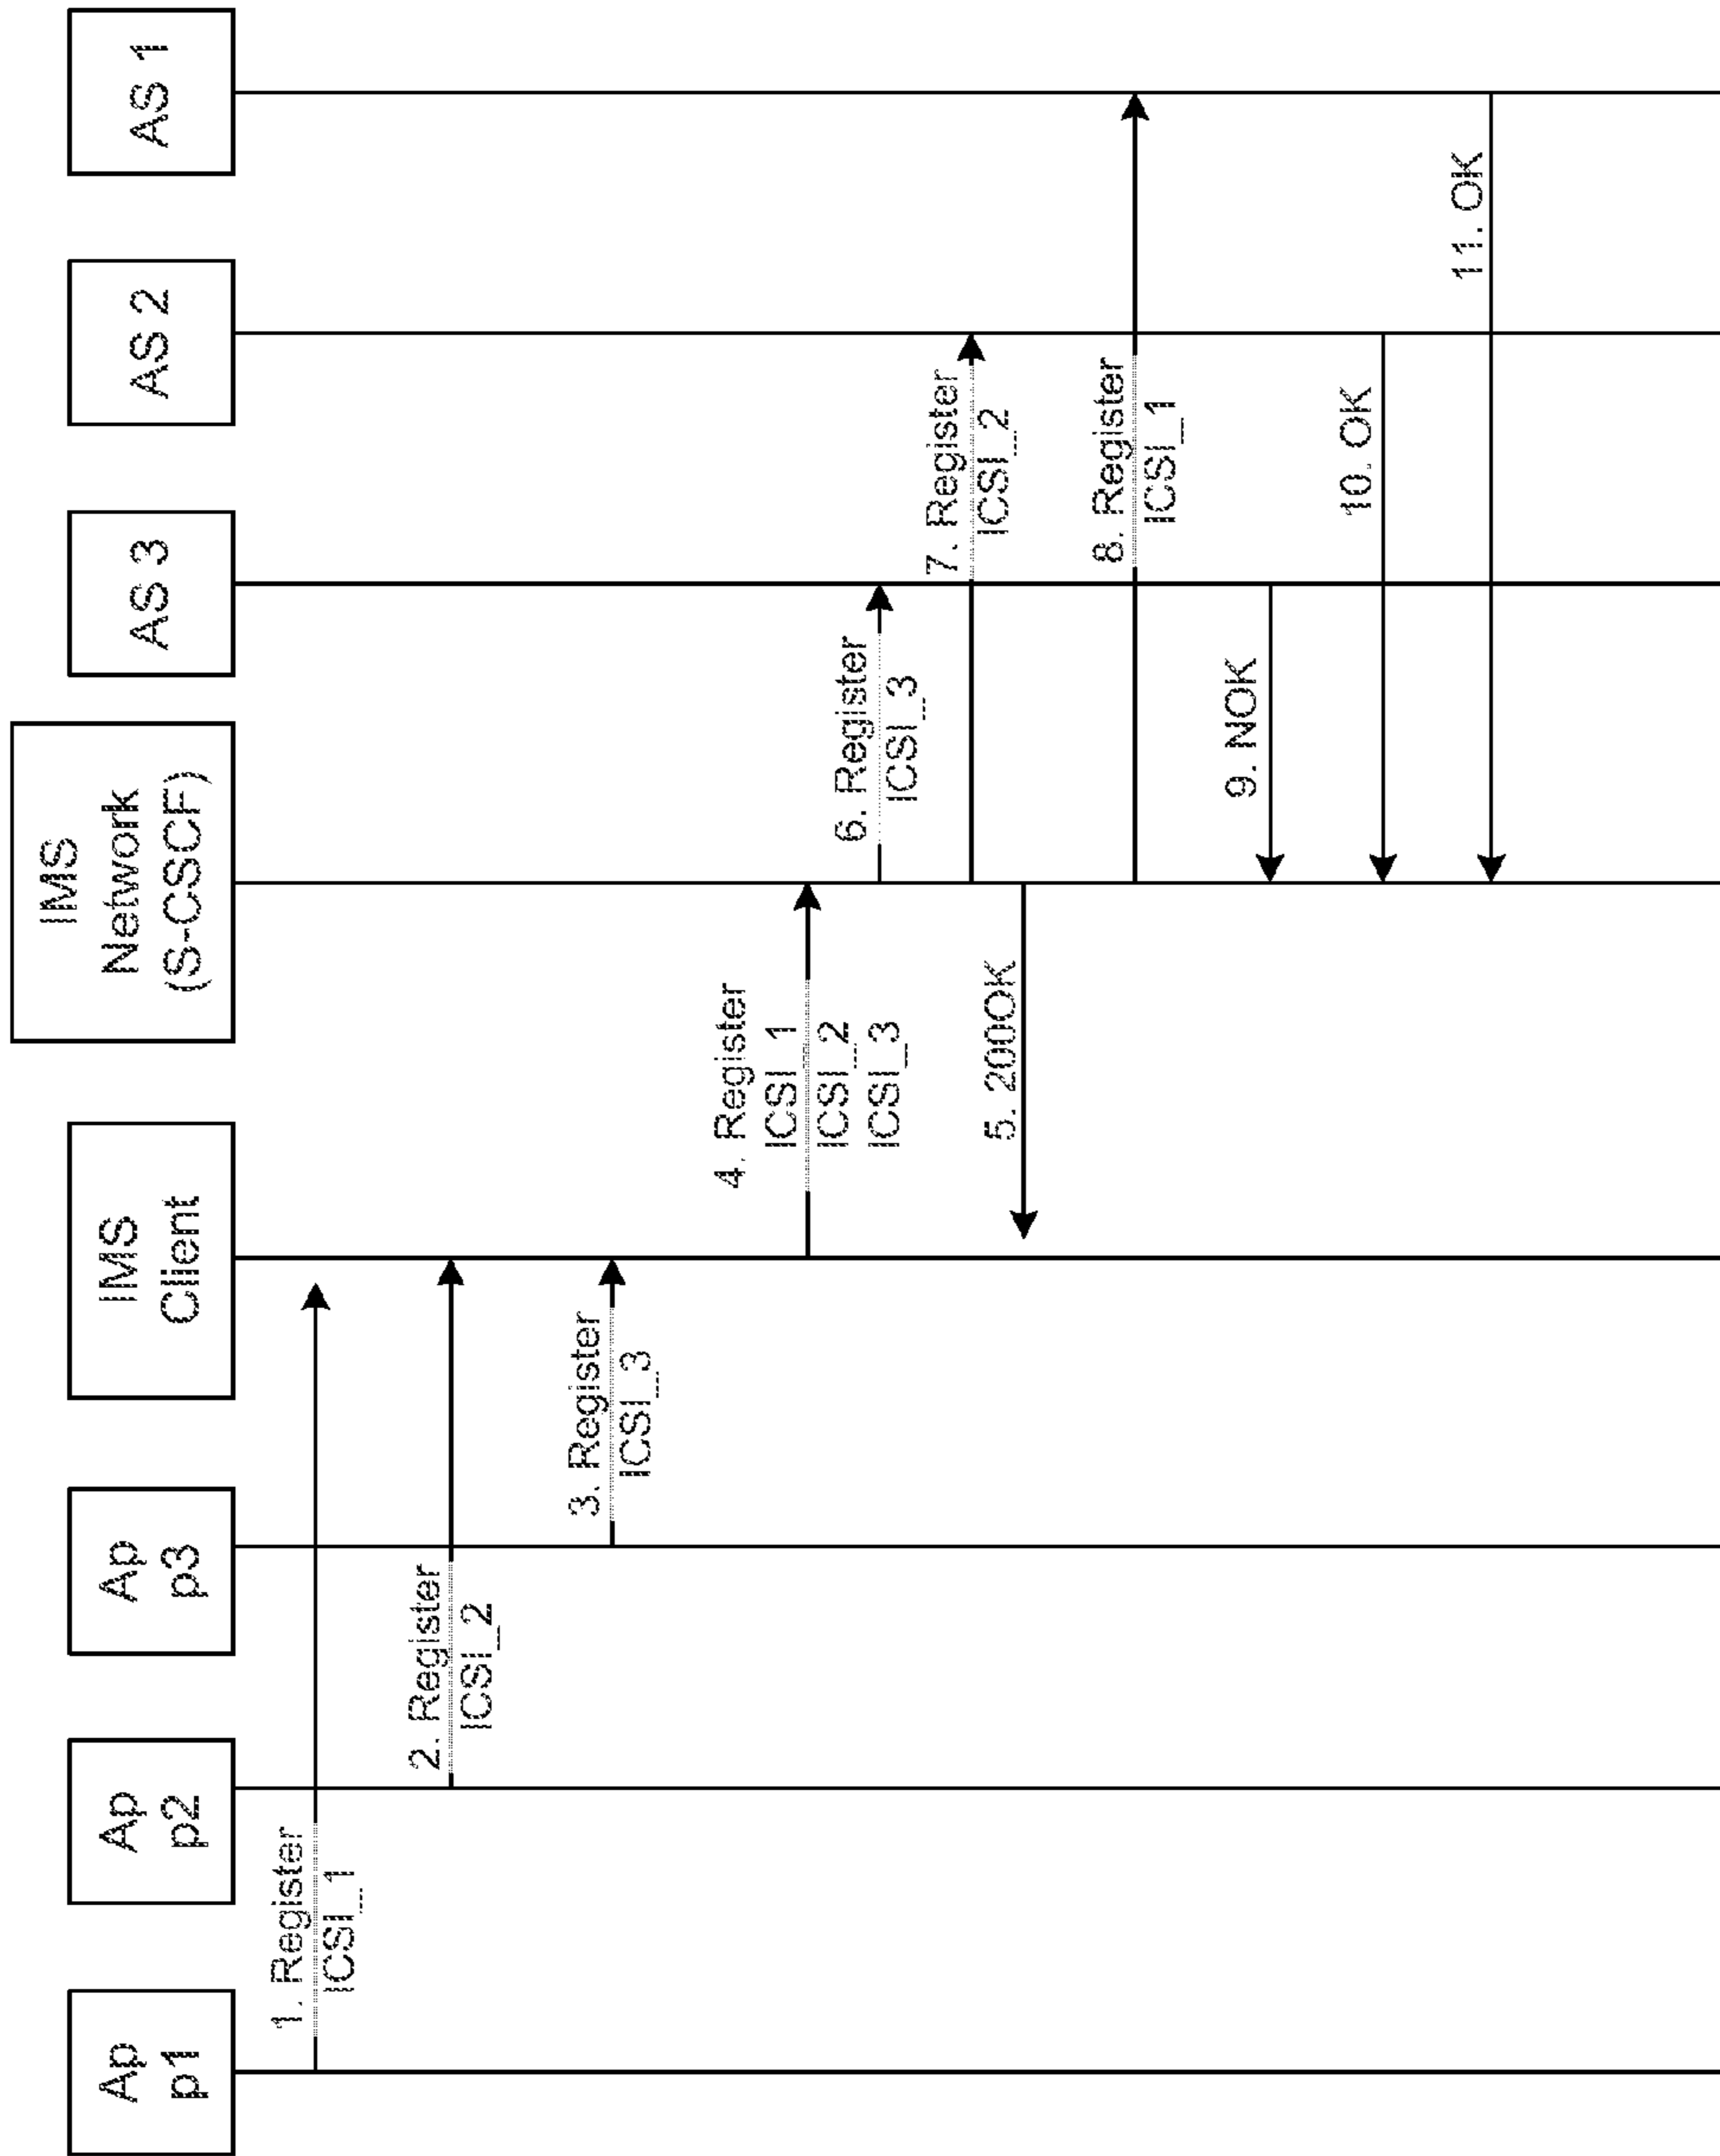 Ap
p1
Ap
p2
Ap
p3
IMS
Client
IMS
Network
(S-CSCF)
AS 3
AS 2
AS 1
1. Register
ICSI_1
2. Register
ICSI_2
3. Register
ICSI_3
4. Register
ICSI_1
ICSI_2
ICSI_3
5. 200OK
6. Register
ICSI_3
7. Register
ICSI_2
8. Register
ICSI_1
9. NOK
10. OK
11. OK